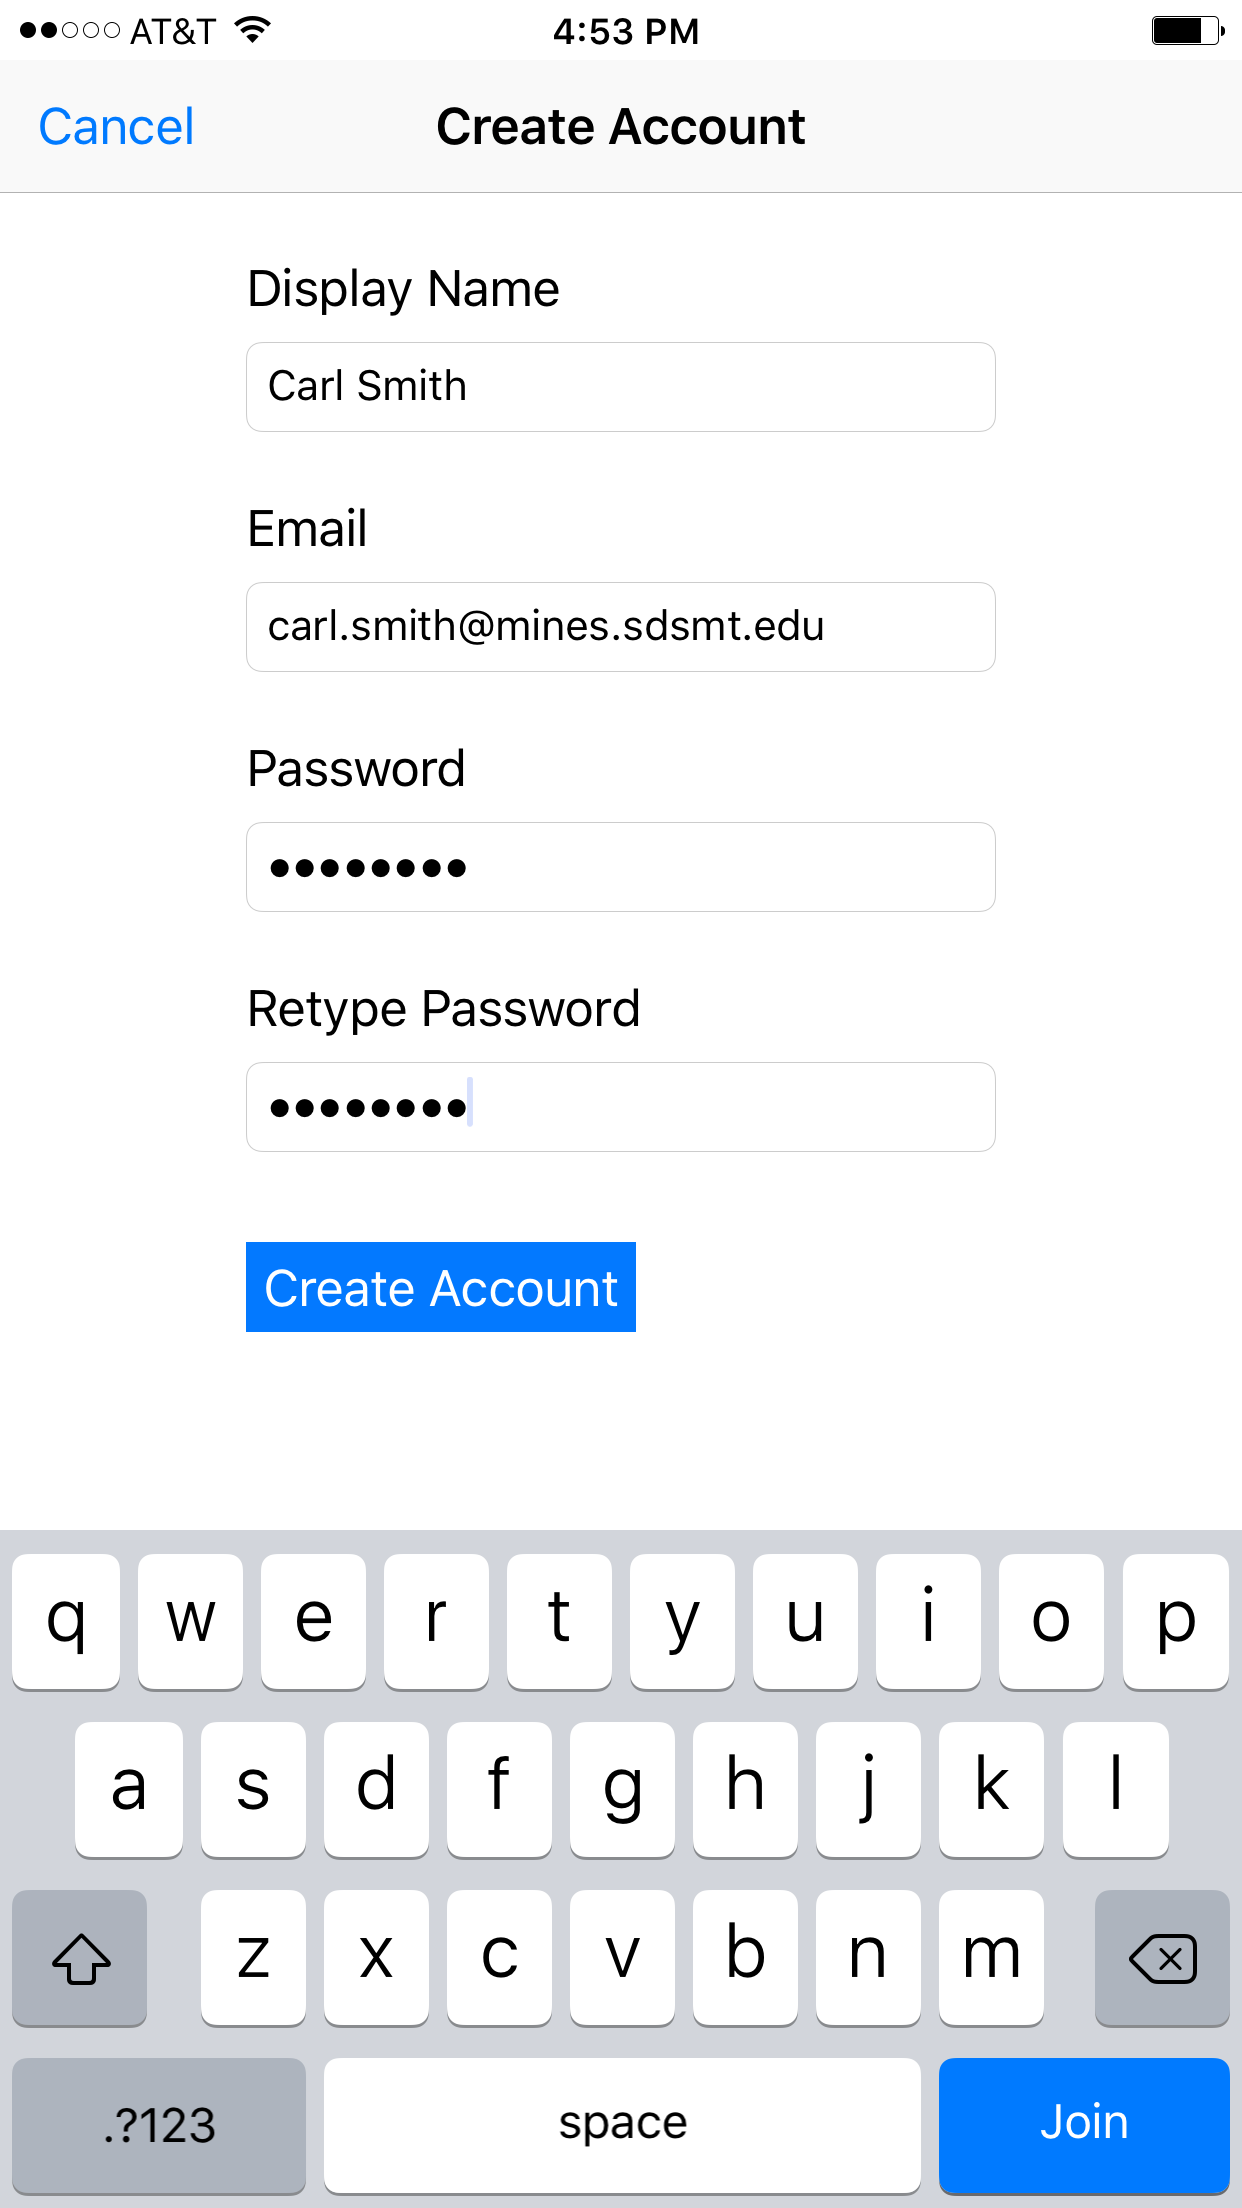 AT&T 4:53 PM
Cancel Create Account
Display Name
Carl Smith
Email
carl.smith@mines.sdsmt.edu
Password
••••••••
Retype Password
••••••••
Create Account
q w e r t y u i o p
a s d f g h j k l
z x c v b n m
.?123 space Join